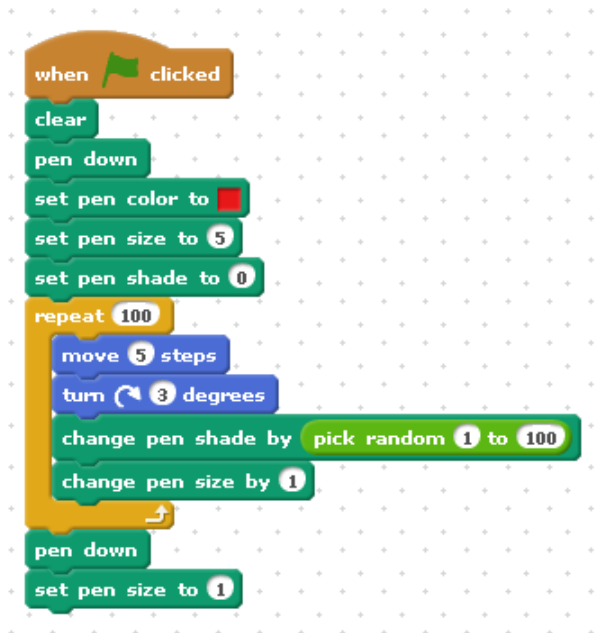 when clicked
clear
pen down
set pen color to
set pen size to 5
set pen shade to 0
repeat 100
move 5 steps
turn 3 degrees
change pen shade by pick random 1 to 100
change pen size by 1
pen down
set pen size to 1